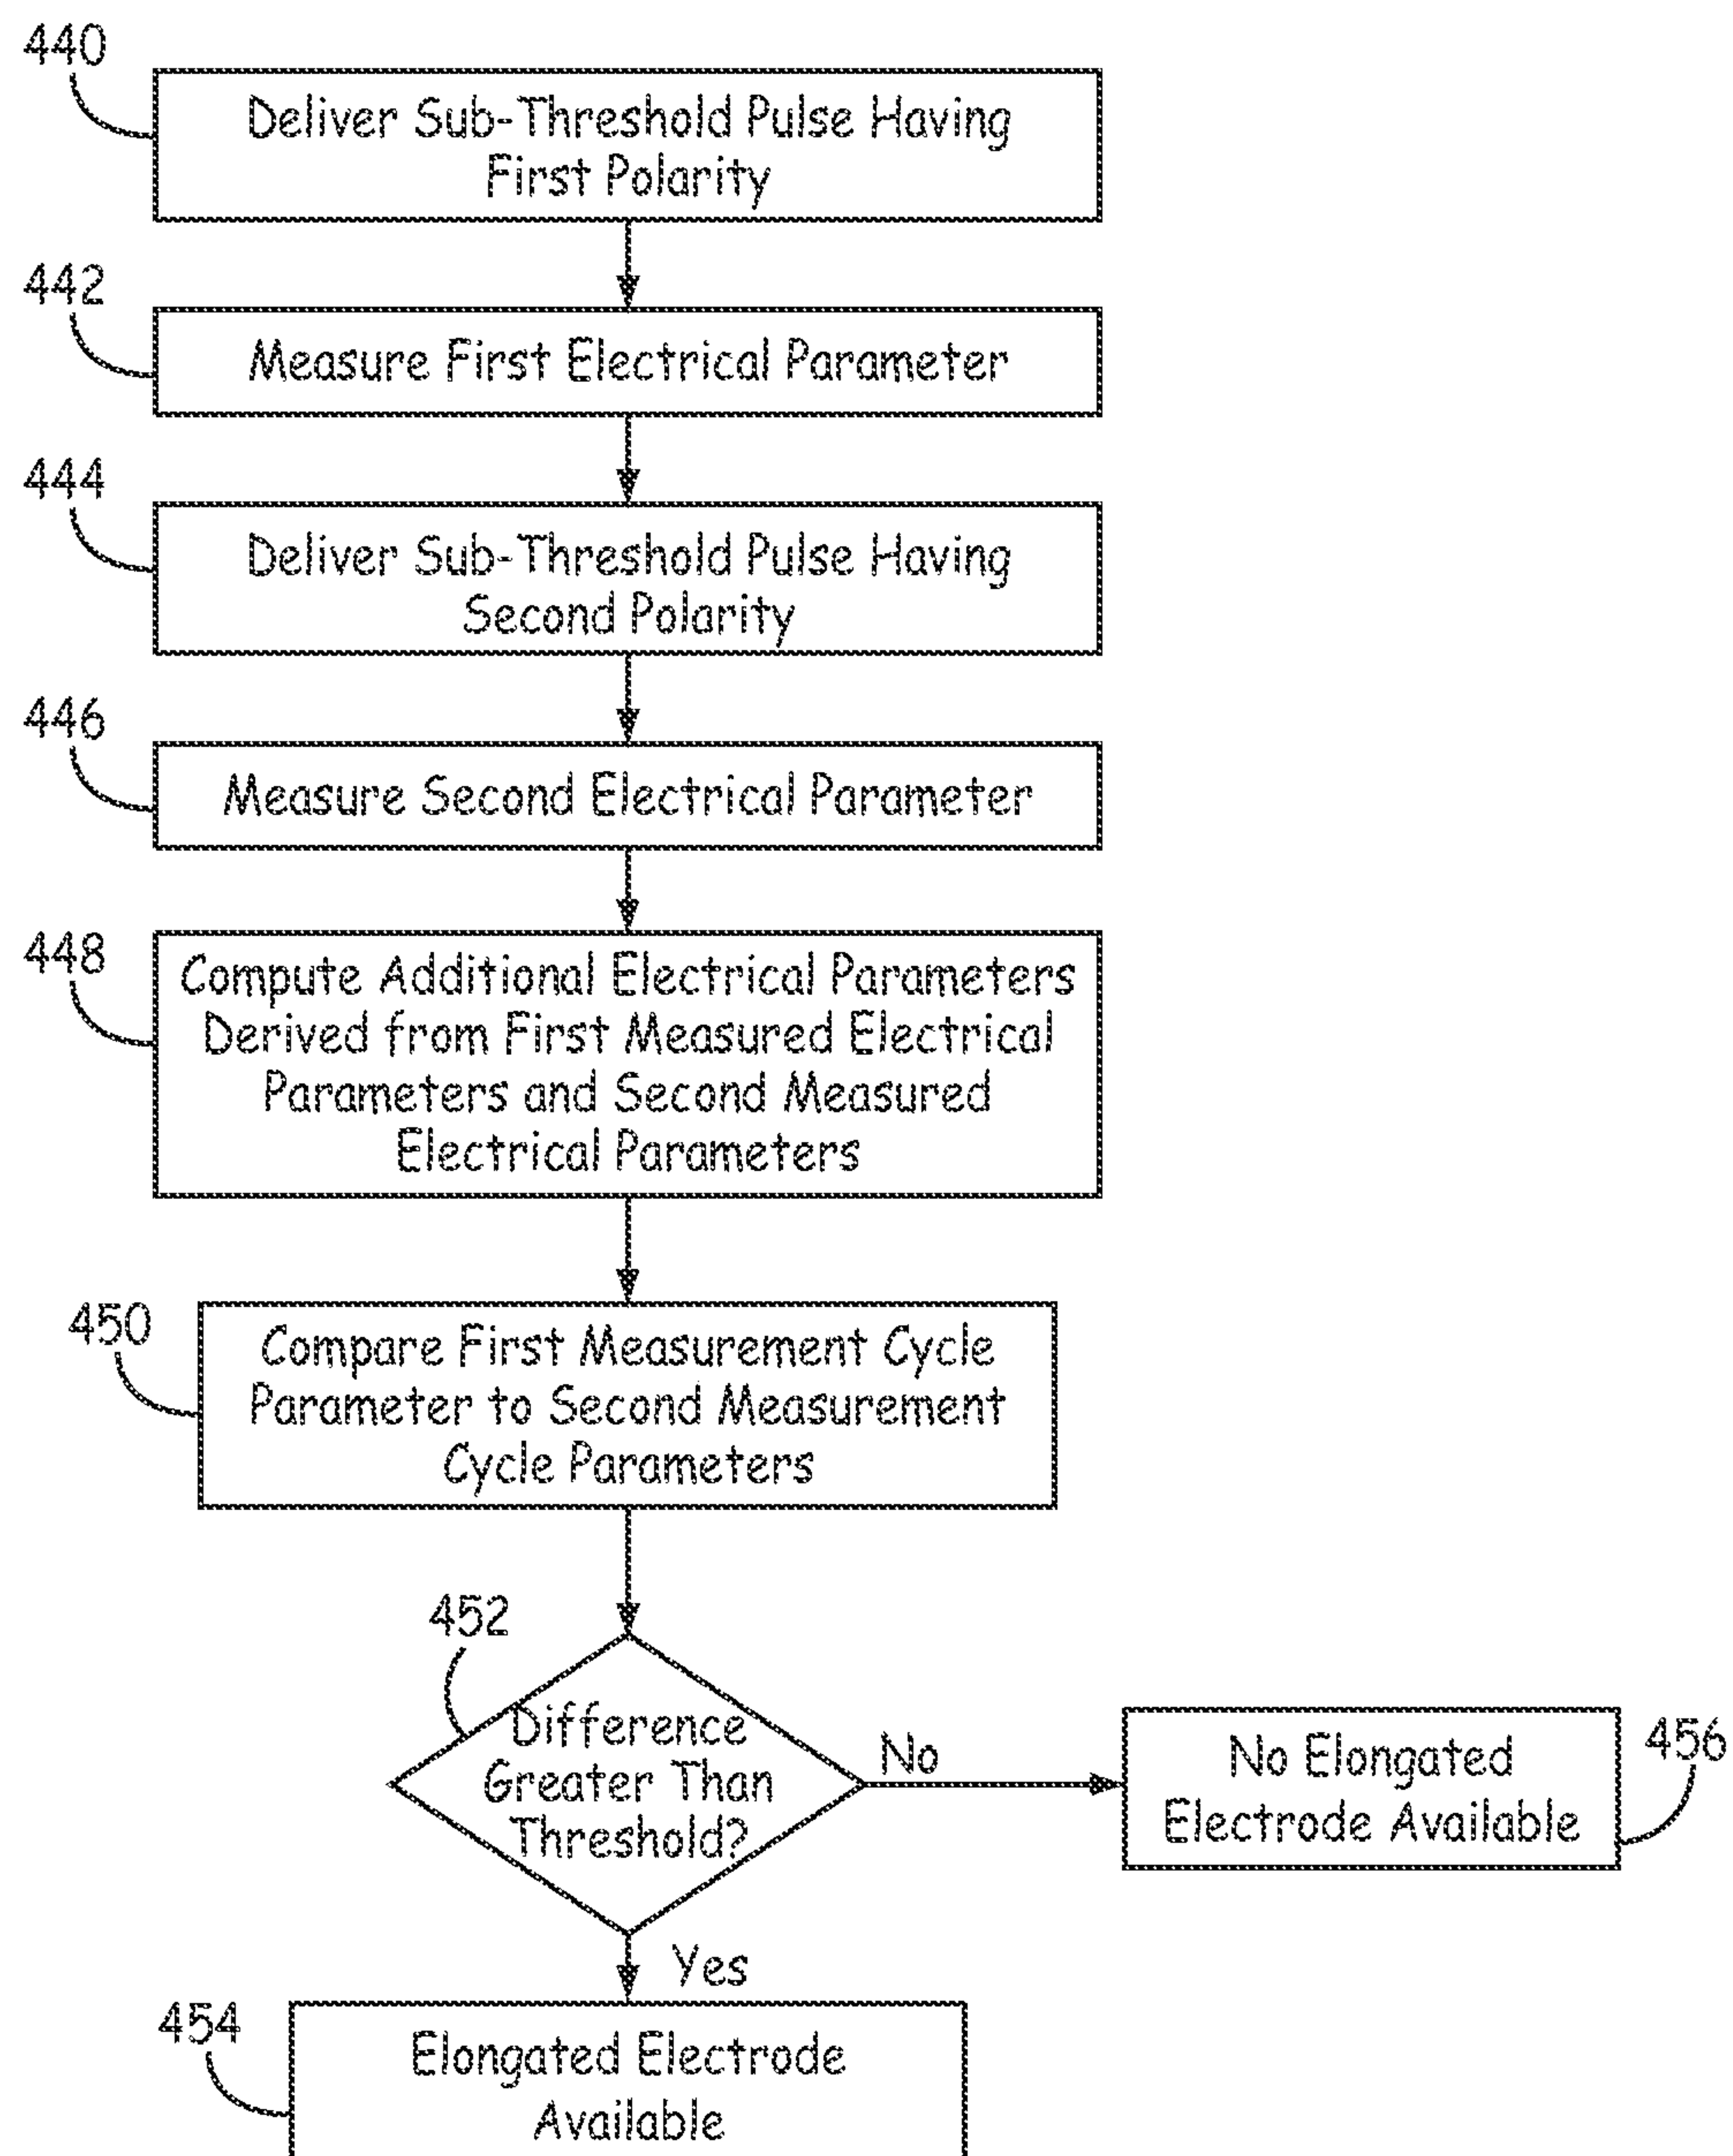 440
Deliver Sub-Threshold Pulse Having
First Polarity
442
Measure First Electrical Parameter
444
Deliver Sub-Threshold Pulse Having
Second Polarity
446
Measure Second Electrical Parameter
448
Compute Additional Electrical Parameters
Derived from First Measured Electrical
Parameters and Second Measured
Electrical Parameters
450
Compare First Measurement Cycle
Parameter to Second Measurement
Cycle Parameters
452
Difference
Greater Than
Threshold?
No
No Elongated
Electrode Available
456
Yes
454
Elongated Electrode
Available